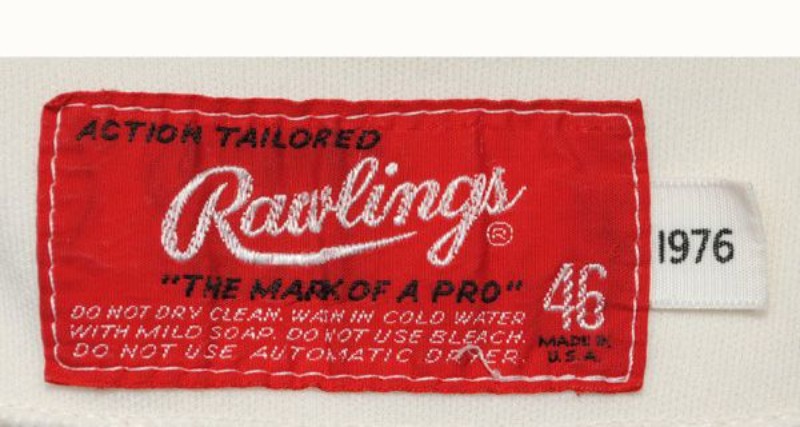 ACTION TAILORED
Rawlings®
"THE MARK OF A PRO"
DO NOT DRY CLEAN. WASH IN COLD WATER
WITH MILD SOAP. DO NOT USE BLEACH.
DO NOT USE AUTOMATIC DRYER.
46
MADE IN
U.S.A.
1976